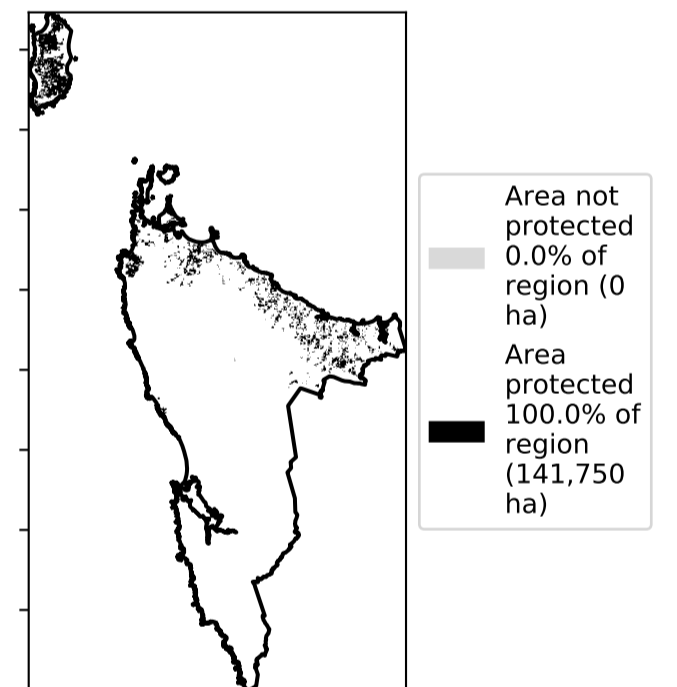 Area not
protected
0.0% of
region (0
ha)
Area
protected
100.0% of
region
(141,750
ha)